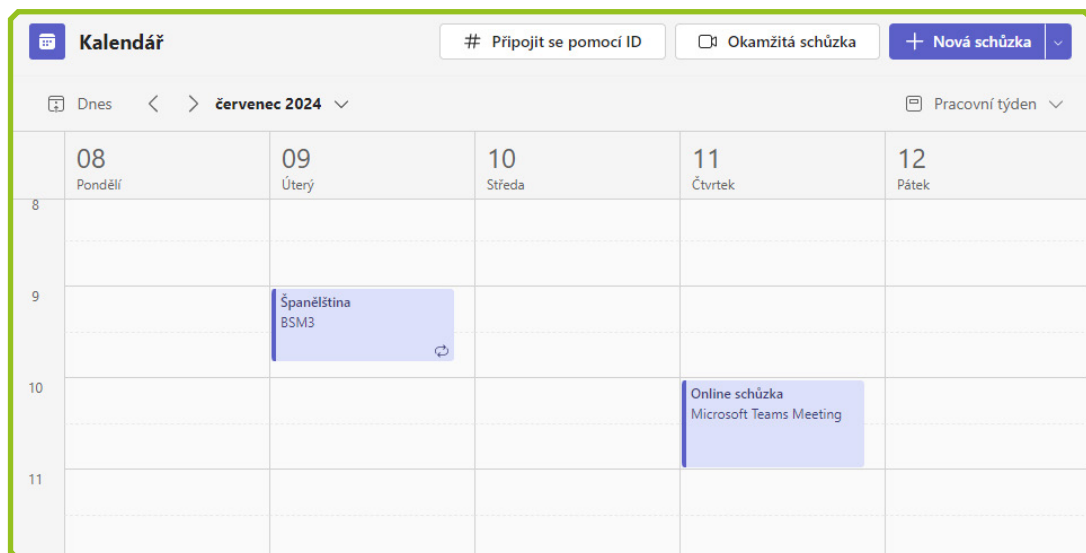 Kalendář
# Připojit se pomocí ID
Okamžitá schůzka
+ Nová schůzka
Dnes
červenec 2024
Pracovní týden
08
Pondělí
09
Úterý
10
Středa
11
Čtvrtek
12
Pátek
8
9
Španělština
BSM3
10
Online schůzka
Microsoft Teams Meeting
11